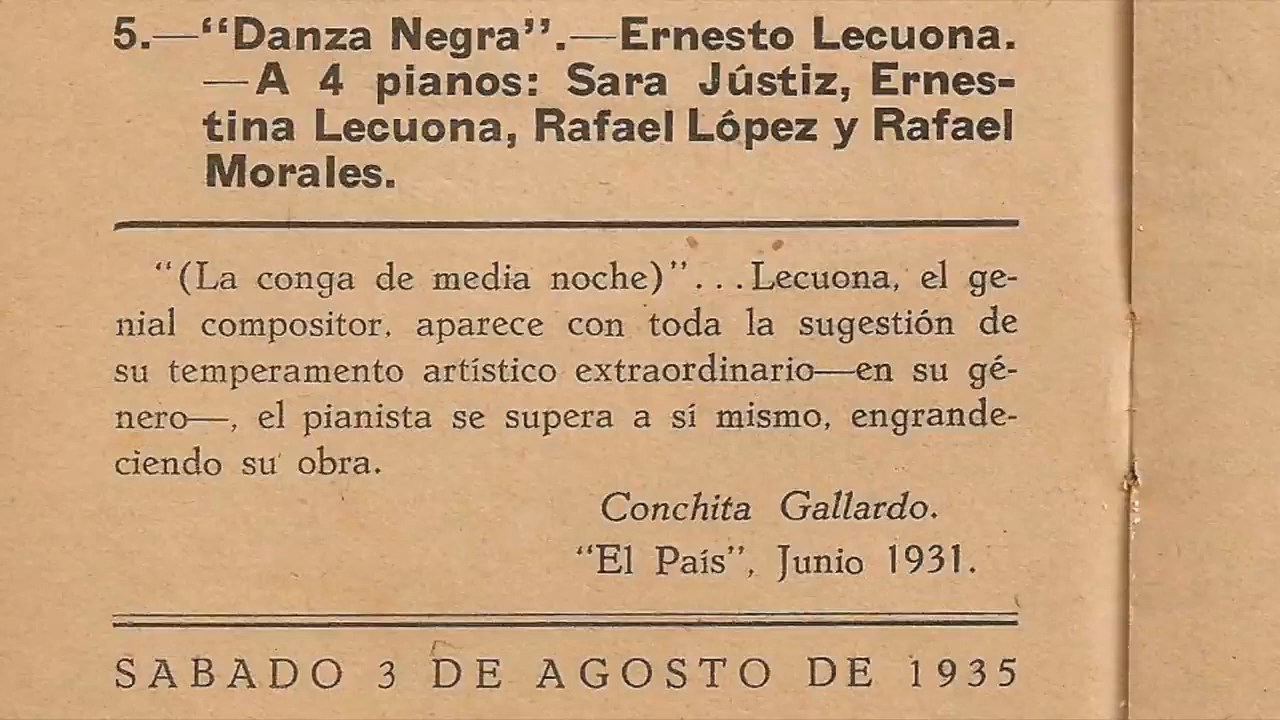 5.—“Danza Negra”.—Ernesto Lecuona.
—A 4 pianos: Sara Jústiz, Ernes-
tina Lecuona, Rafael López y Rafael
Morales.
“(La conga de media noche)”...Lecuona, el ge-
nial compositor, aparece con toda la sugestión de
su temperamento artístico extraordinario—en su gé-
nero—, el pianista se supera a sí mismo, engrande-
ciendo su obra.
Conchita Gallardo.
“El País”, Junio 1931.
SABADO 3 DE AGOSTO DE 1935